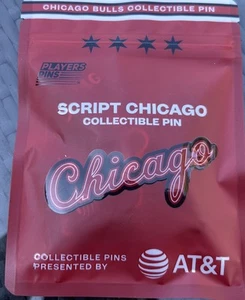 CHICAGO BULLS COLLECTIBLE PIN
PLAYERS
PINS
SCRIPT CHICAGO
COLLECTIBLE PIN
Chicago
COLLECTIBLE PINS
PRESENTED BY
AT&T